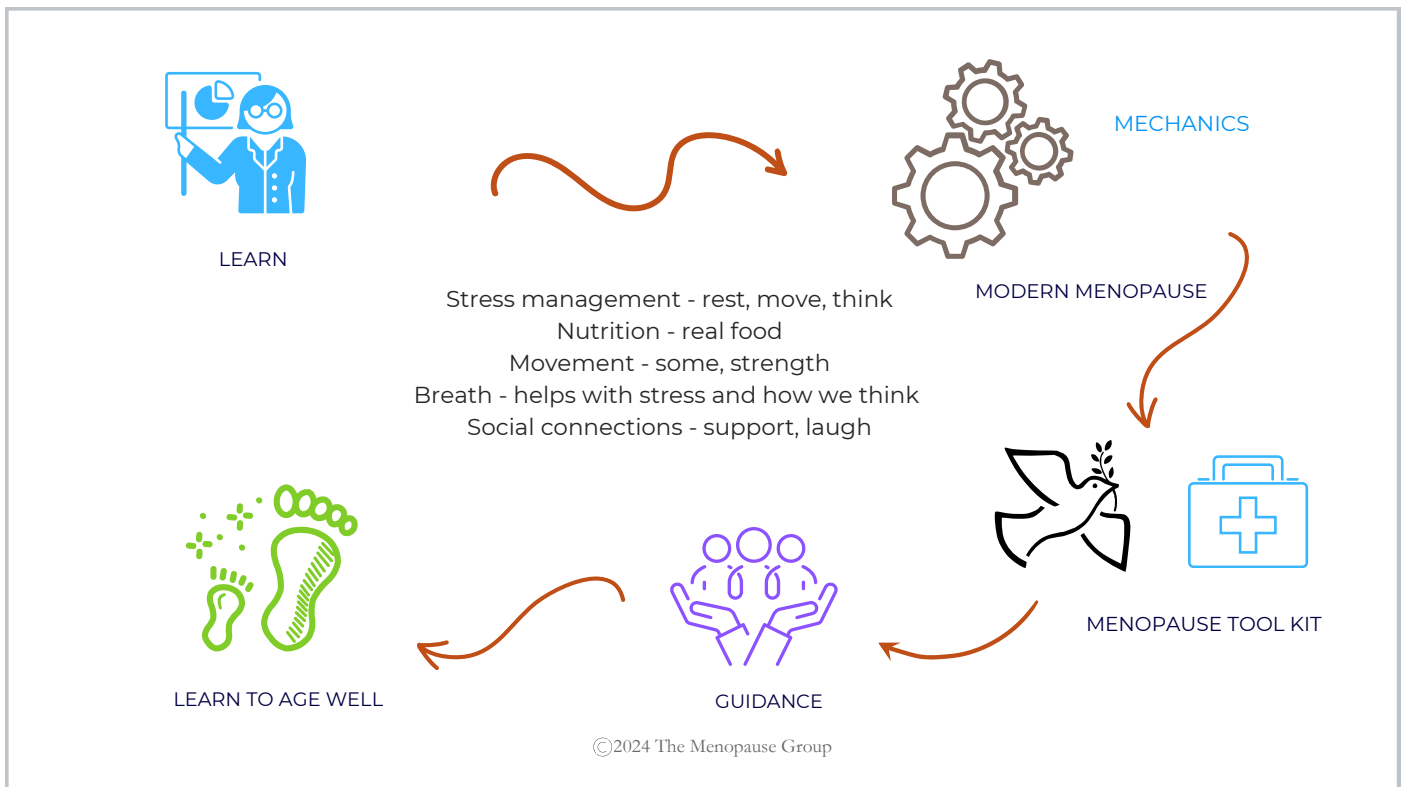 LEARN
MECHANICS
MODERN MENOPAUSE
Stress management - rest, move, think
Nutrition - real food
Movement - some, strength
Breath - helps with stress and how we think
Social connections - support, laugh
MENOPAUSE TOOL KIT
GUIDANCE
LEARN TO AGE WELL
©2024 The Menopause Group